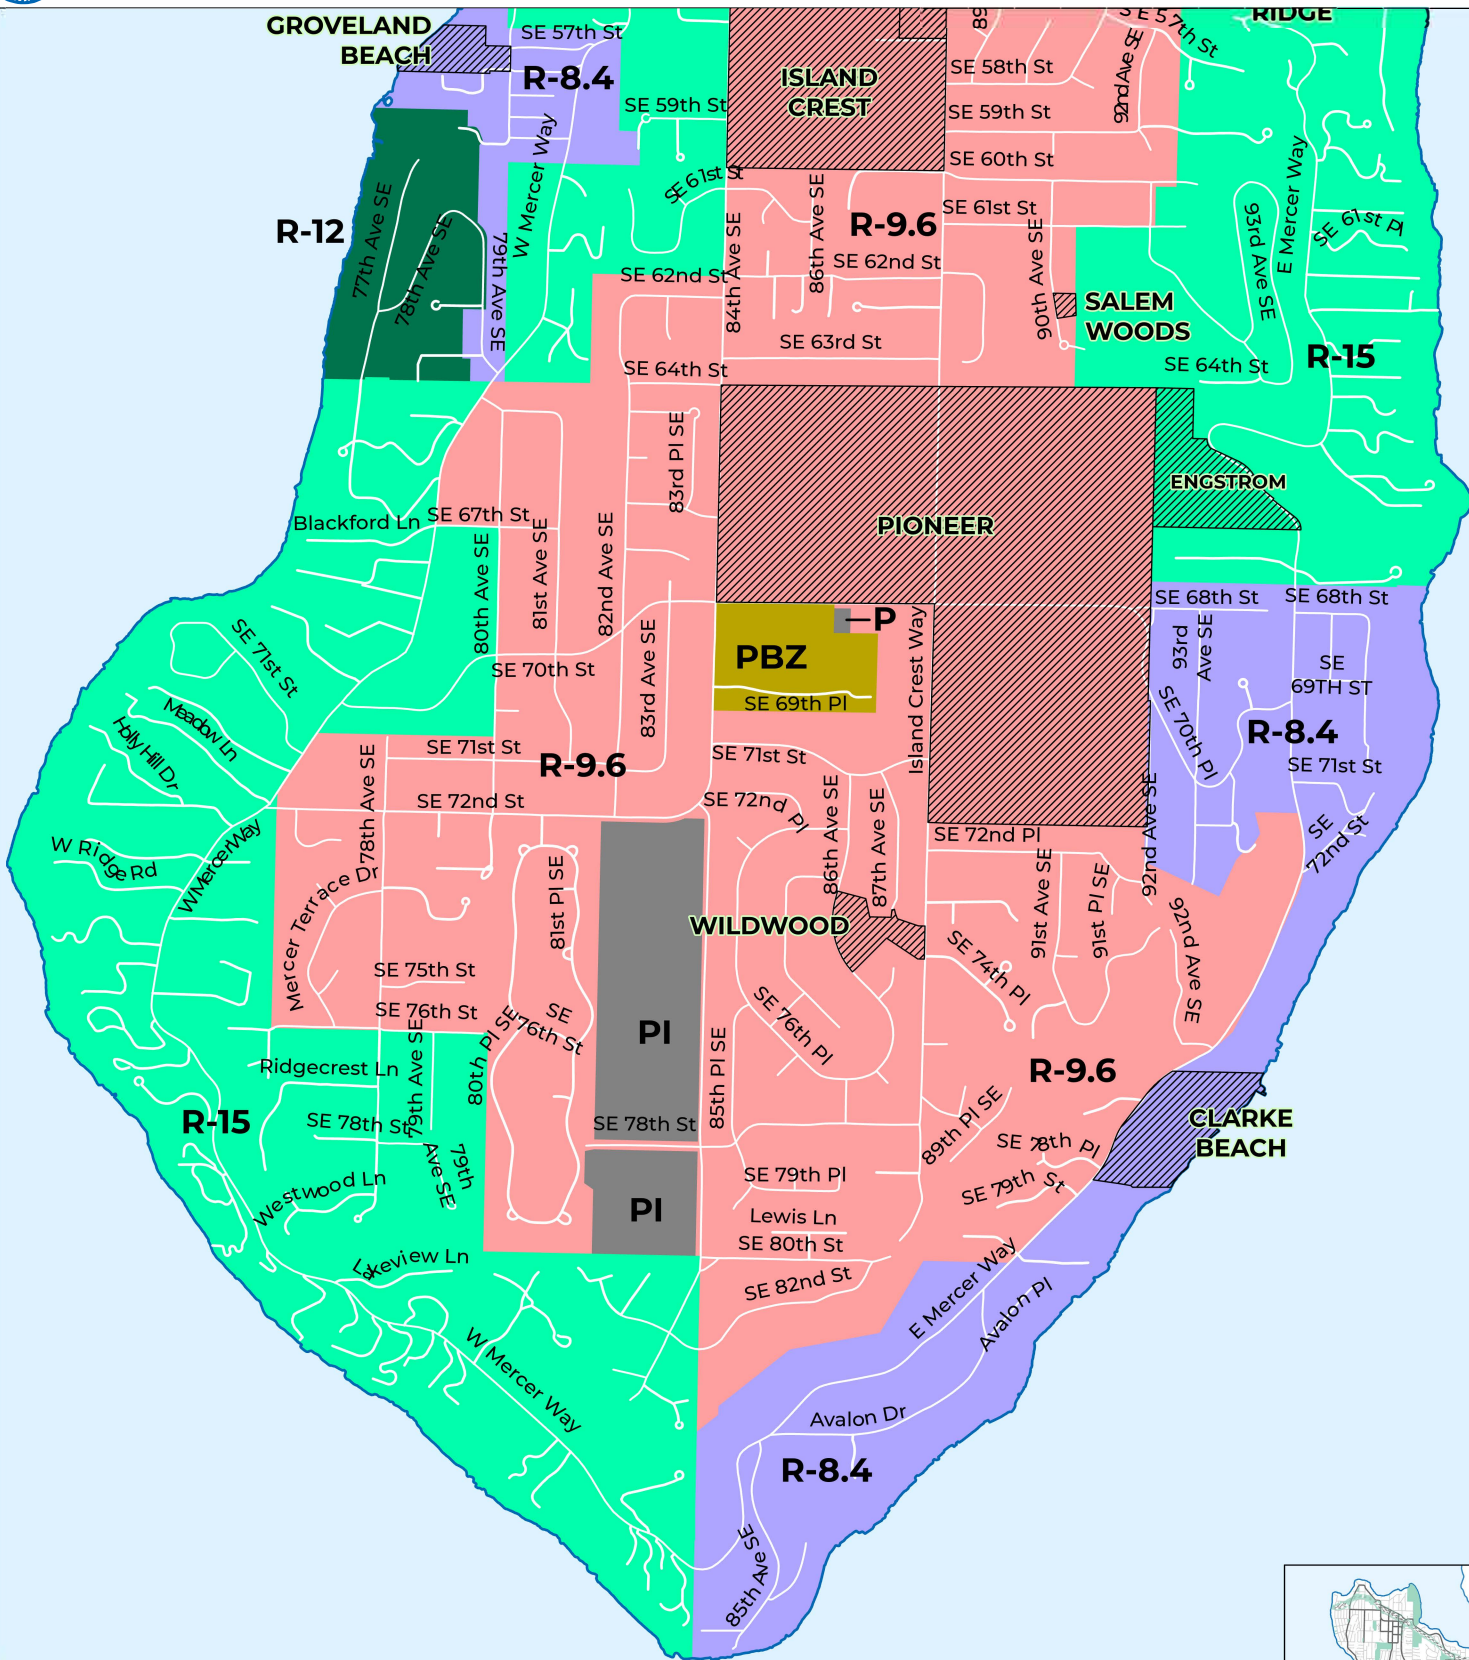 GROVELAND
BEACH
SE 57th St
R-8.4
SE 59th St
ISLAND
CREST
89
SE 57th St
RIDGE
SE 58th St
92nd Ave SE
SE 59th St
SE 60th St
W Mercer Way
SE 61st St
R-12
77th Ave SE
78th Ave SE
79th Ave SE
84th Ave SE
86th Ave SE
R-9.6
SE 61st St
90th Ave SE
93rd Ave SE
E Mercer Way
SE 61st Pl
SE 62nd St
SE 62nd St
SALEM
WOODS
SE 63rd St
SE 64th St
SE 64th St
R-15
83rd Pl SE
ENGSTROM
PIONEER
Blackford Ln
SE 67th St
80th Ave SE
81st Ave SE
82nd Ave SE
SE 68th St
SE 68th St
P
PBZ
SE 69th Pl
Island Crest Way
93rd
Ave SE
SE
69TH ST
SE 71st St
SE 70th St
83rd Ave SE
SE 70th Pl
R-8.4
Meadow Ln
Holly Hill Dr
SE 71st St
R-9.6
SE 71st St
SE 71st St
78th Ave SE
SE 72nd St
SE 72nd Pl
86th Ave SE
87th Ave SE
SE 72nd Pl
92nd Ave SE
SE
72nd St
W Ridge Rd
W Mercer Way
Mercer Terrace Dr
81st Pl SE
WILDWOOD
91st Ave SE
91st Pl SE
92nd Ave SE
SE 74th Pl
SE 75th St
SE 76th St
SE
76th St
80th Pl SE
PI
SE 76th Pl
85th Pl SE
R-9.6
79th Ave SE
Ridgecrest Ln
R-15
SE 78th St
SE 78th St
89th Pl SE
SE 78th Pl
CLARKE
BEACH
79th
Ave SE
Westwood Ln
SE 79th Pl
SE 79th St
PI
Lewis Ln
SE 80th St
Lakeview Ln
SE 82nd St
E Mercer Way
Avalon Pl
W Mercer Way
Avalon Dr
R-8.4
85th Ave SE